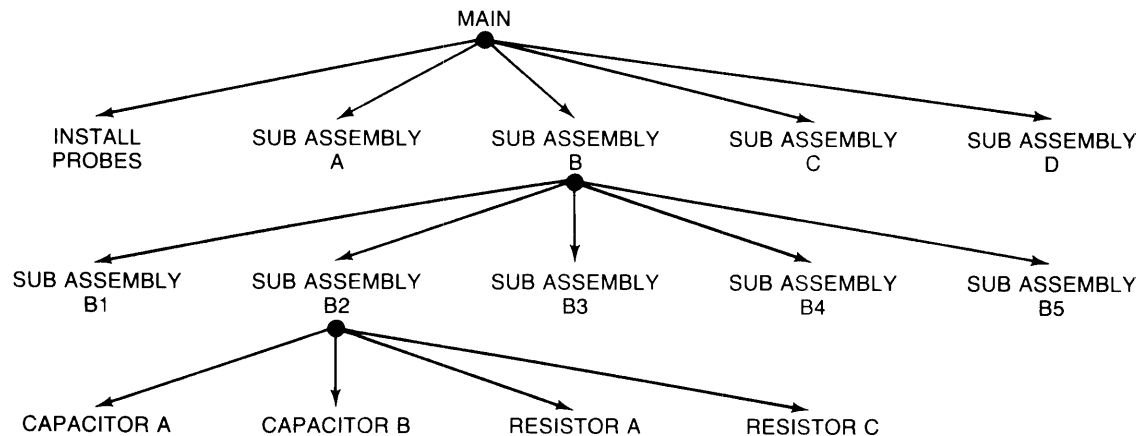 MAIN
INSTALL
PROBES
SUB ASSEMBLY
A
SUB ASSEMBLY
B
SUB ASSEMBLY
C
SUB ASSEMBLY
D
SUB ASSEMBLY
B1
SUB ASSEMBLY
B2
SUB ASSEMBLY
B3
SUB ASSEMBLY
B4
SUB ASSEMBLY
B5
CAPACITOR A
CAPACITOR B
RESISTOR A
RESISTOR C